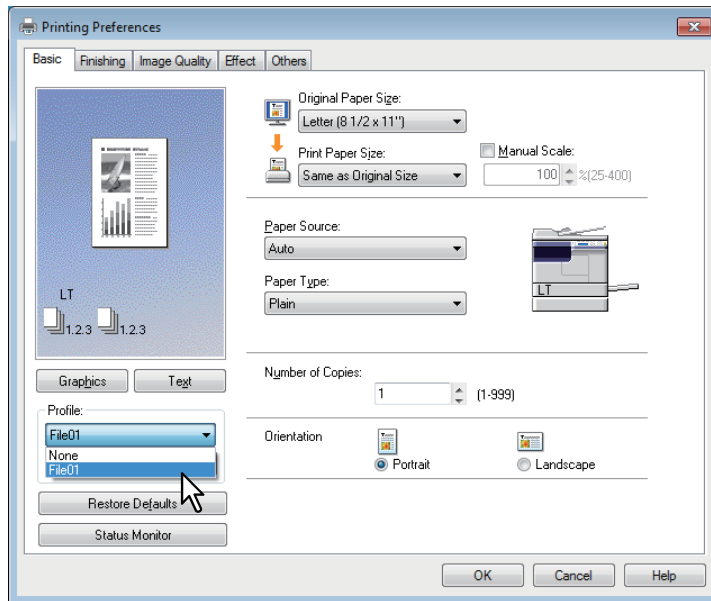 Printing Preferences
Basic Finishing Image Quality Effect Others
LT
1.2.3 1.2.3
Graphics Text
Profile:
File01
None
File01
Restore Defaults
Status Monitor
Original Paper Size:
Letter (8 1/2 x 11")
Print Paper Size:
Same as Original Size
Manual Scale:
100 %(25-400)
Paper Source:
Auto
Paper Type:
Plain
LT
Number of Copies:
1 (1-999)
Orientation
Portrait Landscape
OK Cancel Help